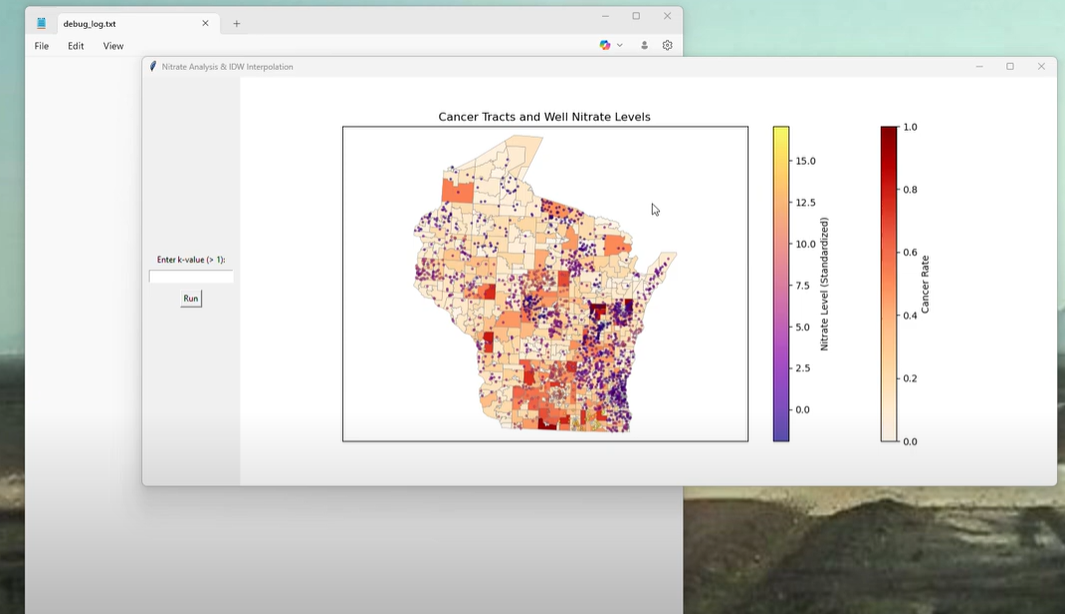 debug_log.txt
File Edit View
Nitrate Analysis & IDW Interpolation
Cancer Tracts and Well Nitrate Levels
Enter k-value (> 1):
Run
15.0
12.5
10.0
7.5
5.0
2.5
0.0
Nitrate Level (Standardized)
1.0
0.8
0.6
0.4
0.2
0.0
Cancer Rate